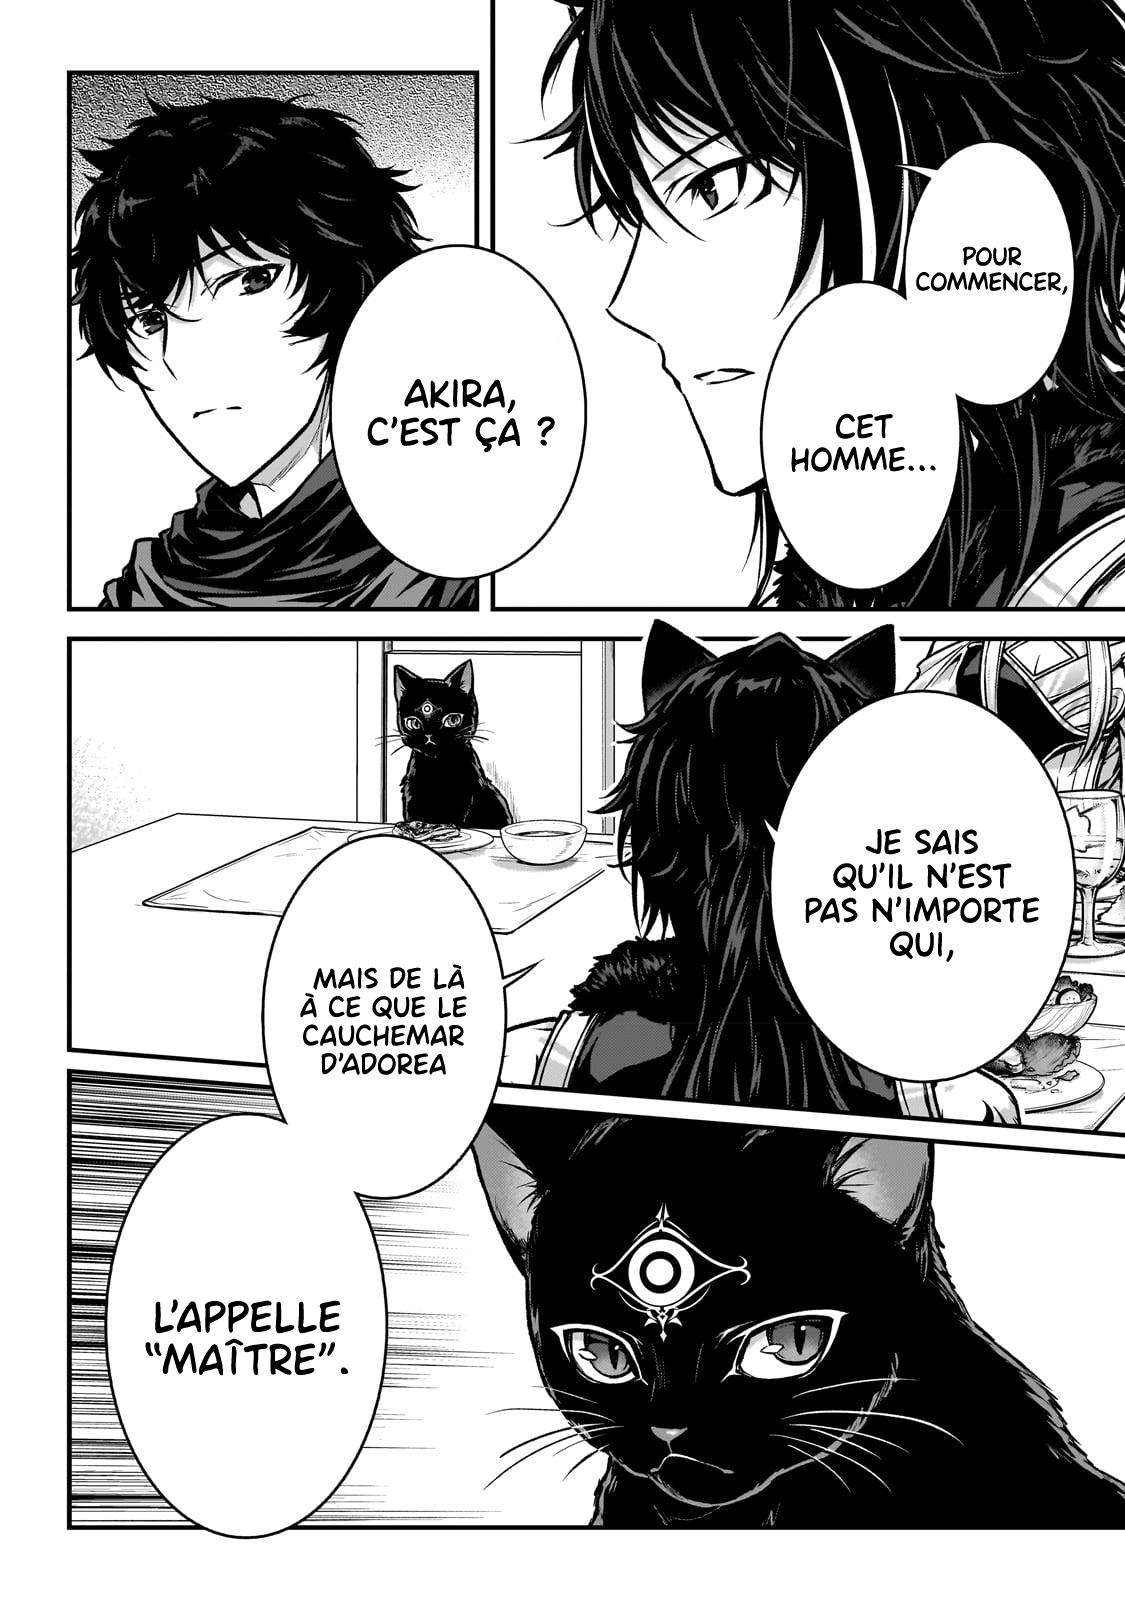 POUR
COMMENCER,
CET
HOMME...
AKIRA,
C'EST ÇA ?
JE SAIS
QU'IL N'EST
PAS N'IMPORTE
QUI,
MAIS DE LÀ
À CE QUE LE
CAUCHEMAR
D'ADOREA
L'APPELLE
“MAÎTRE”.